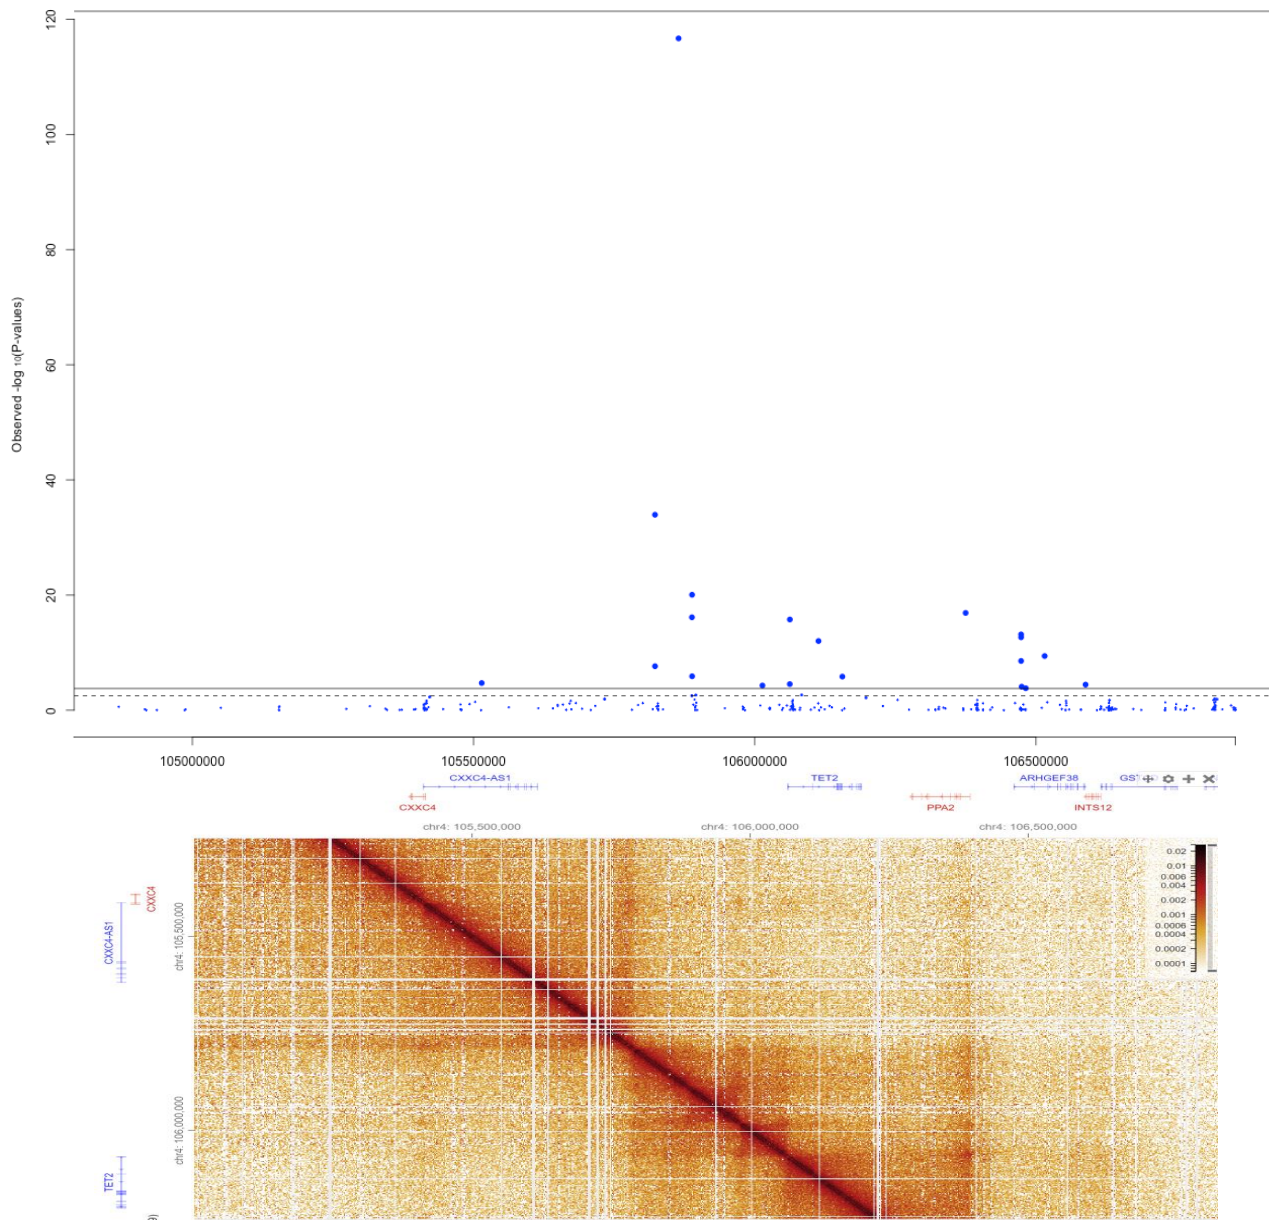 120
100
80
60
40
20
0
Observed -log 10(P-values)
105000000 105500000 106000000 106500000
CXXC4-AS1 TET2 ARHGEF38
CXXC4 PPA2 INTS12
chr4: 105,500,000 chr4: 106,000,000 chr4: 106,500,000
0.02
0.01
0.006
0.004
0.002
0.001
0.0006
0.0004
0.0002
0.0001
CXXC4
CXXC4-AS1
chr4: 105,500,000
chr4: 106,000,000
TET2